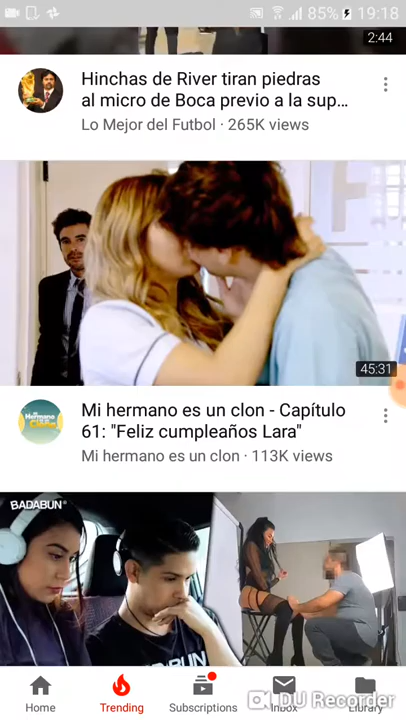 85% 19:18
2:44
Hinchas de River tiran piedras
al micro de Boca previo a la sup...
Lo Mejor del Futbol · 265K views
45:31
Mi hermano es un clon - Capítulo
61: "Feliz cumpleaños Lara"
Mi hermano es un clon · 113K views
BADABUN®
Home
Trending
Subscriptions
Inbox
Library
DU Recorder